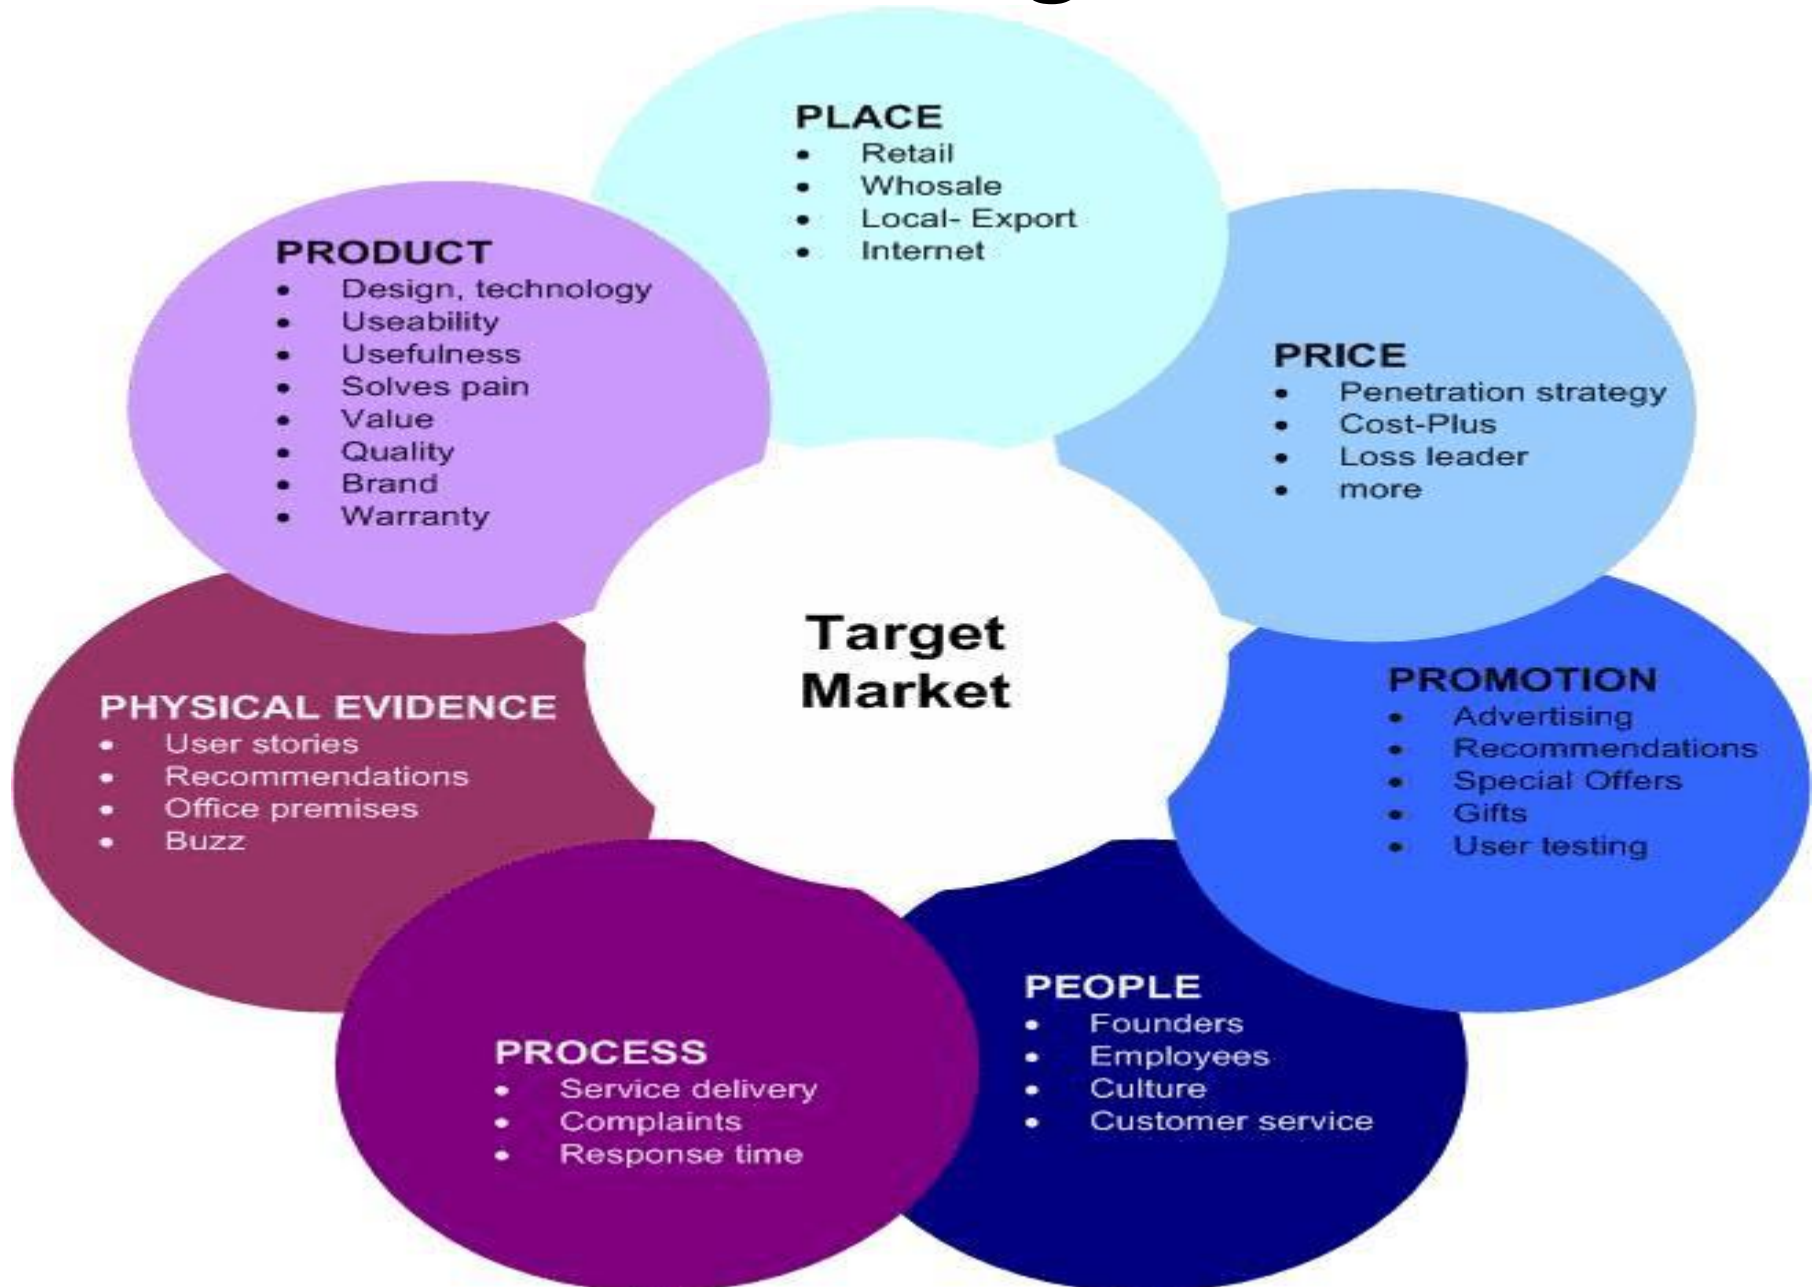 PLACE
• Retail
• Whosale
• Local- Export
• Internet
PRODUCT
• Design, technology
• Useability
• Usefulness
• Solves pain
• Value
• Quality
• Brand
• Warranty
PRICE
• Penetration strategy
• Cost-Plus
• Loss leader
• more
Target
Market
PROMOTION
• Advertising
• Recommendations
• Special Offers
• Gifts
• User testing
PHYSICAL EVIDENCE
• User stories
• Recommendations
• Office premises
• Buzz
PEOPLE
• Founders
• Employees
• Culture
• Customer service
PROCESS
• Service delivery
• Complaints
• Response time